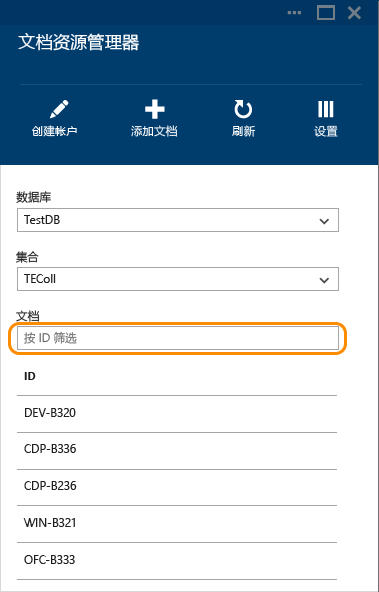 文档资源管理器
创建帐户 添加文档 刷新 设置
数据库
TestDB
集合
TEColl
文档
按 ID 筛选
ID
DEV-B320
CDP-B336
CDP-B236
WIN-B321
OFC-B333